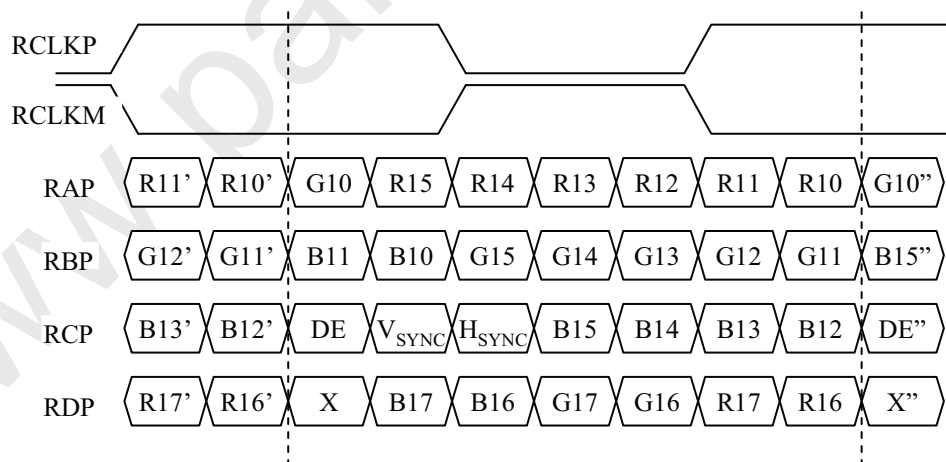 RCLKP
RCLKM
RAP R11’ R10’ G10 R15 R14 R13 R12 R11 R10 G10”
RBP G12’ G11’ B11 B10 G15 G14 G13 G12 G11 B15”
RCP B13’ B12’ DE VSYNC HSYNC B15 B14 B13 B12 DE”
RDP R17’ R16’ X B17 B16 G17 G16 R17 R16 X”
www.pa